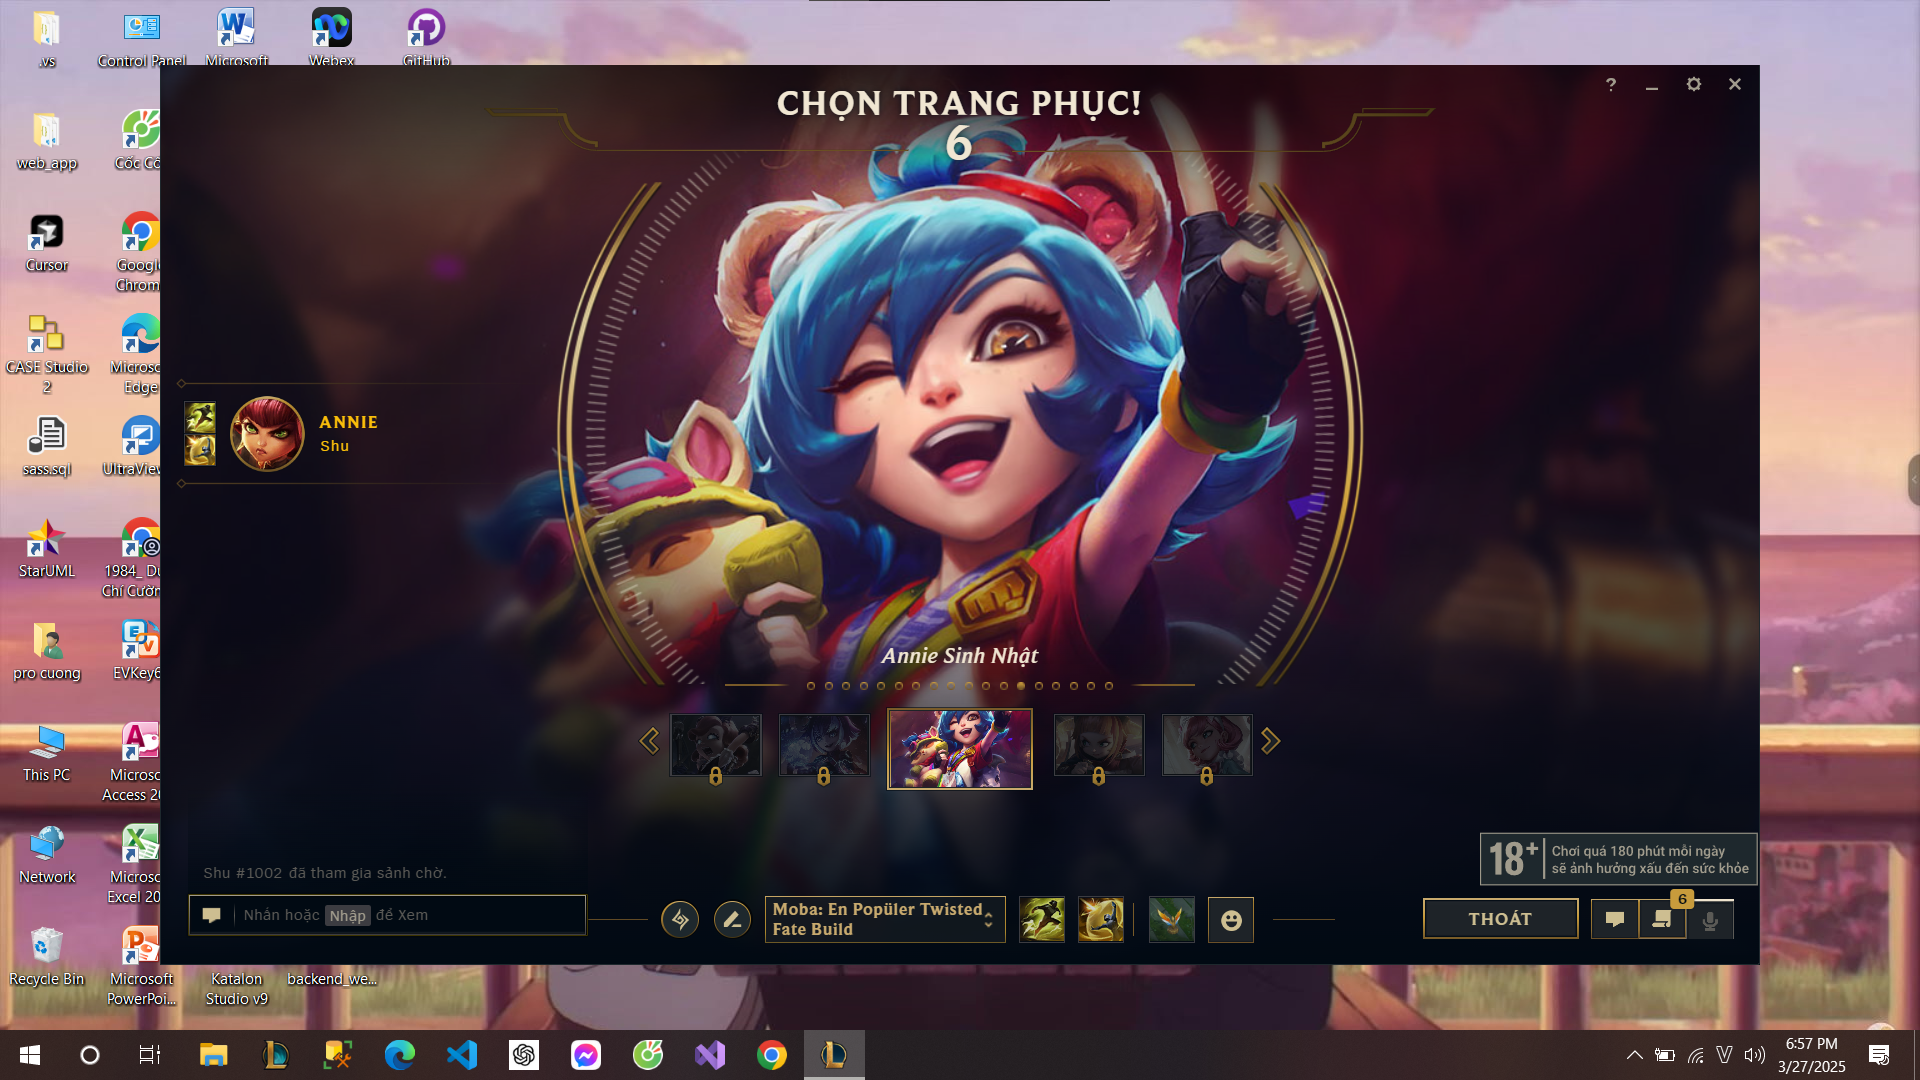 .vs
Control Panel
Microsoft
Webex
GitHub
web_app
Cốc Cố
Cursor
Googl
Chrom
CASE Studio
2
Microso
Edge
sass.sql
UltraView
StarUML
1984_ Du
Chí Cườn
pro cuong
EVKey6
This PC
Microso
Access 20
Network
Microso
Excel 20
Recycle Bin
Microsoft
PowerPoi...
Katalon
Studio v9
backend_we...
CHỌN TRANG PHỤC!
6
?
ANNIE
Shu
Annie Sinh Nhật
Shu #1002 đã tham gia sảnh chờ.
Nhấn hoặc Nhập để Xem
Moba: En Popüler Twisted
Fate Build
18+
Chơi quá 180 phút mỗi ngày
sẽ ảnh hưởng xấu đến sức khỏe
THOÁT
6
6:57 PM
3/27/2025